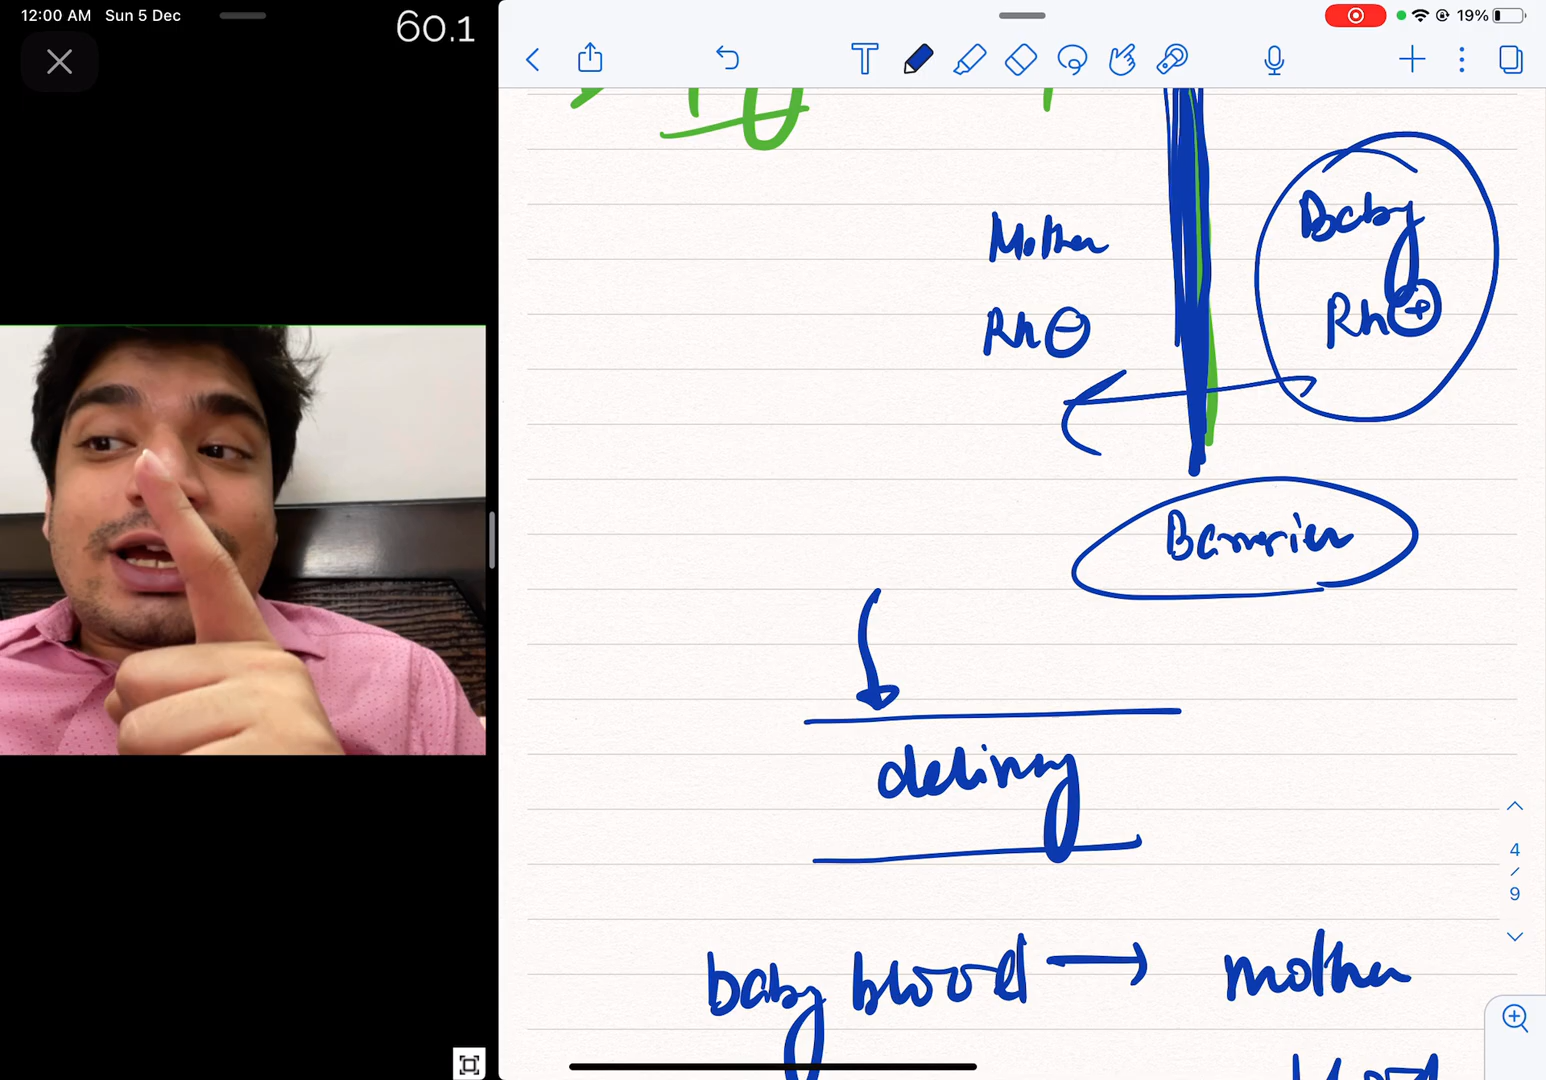 12:00 AM Sun 5 Dec
60.1
19%
T
Mother
Rh ⊖
Baby
Rh ⊕
Barrier
delivery
4
/
9
baby blood → mother
blood